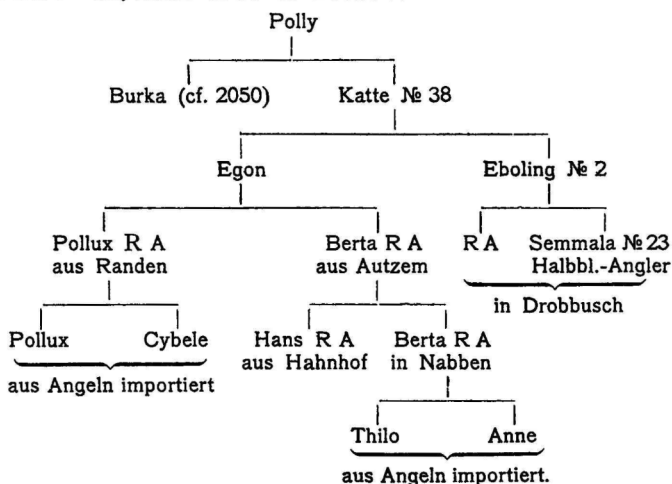 Polly
Burka (cf. 2050) Katte № 38
Egon Eboling № 2
Pollux R A Berta R A R A Semmala № 23
aus Randen aus Autzem Halbbl.-Angler
in Drobbusch
Pollux Cybele Hans R A Berta R A
aus Hahnhof in Nabben
aus Angeln importiert
Thilo Anne
aus Angeln importiert.